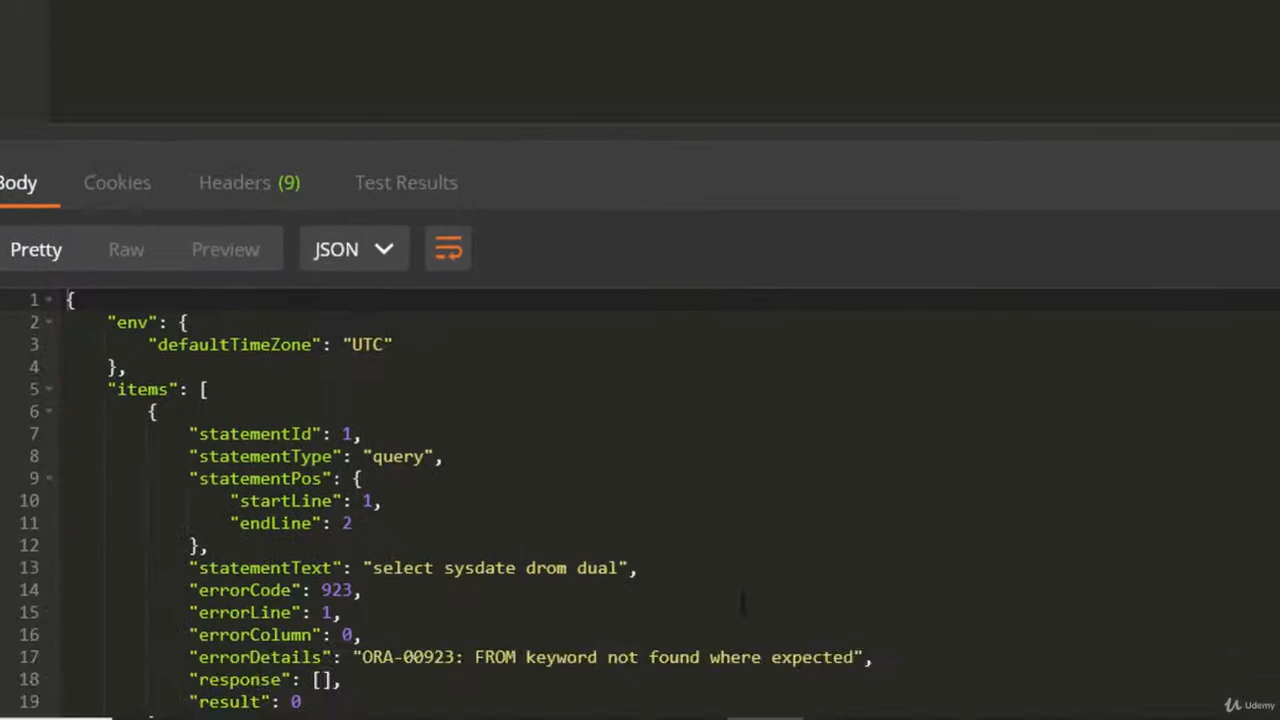 Body Cookies Headers (9) Test Results
Pretty Raw Preview JSON
1 {
2 "env": {
3 "defaultTimeZone": "UTC"
4 },
5 "items": [
6 {
7 "statementId": 1,
8 "statementType": "query",
9 "statementPos": {
10 "startLine": 1,
11 "endLine": 2
12 },
13 "statementText": "select sysdate drom dual",
14 "errorCode": 923,
15 "errorLine": 1,
16 "errorColumn": 0,
17 "errorDetails": "ORA-00923: FROM keyword not found where expected",
18 "response": [],
19 "result": 0
Udemy